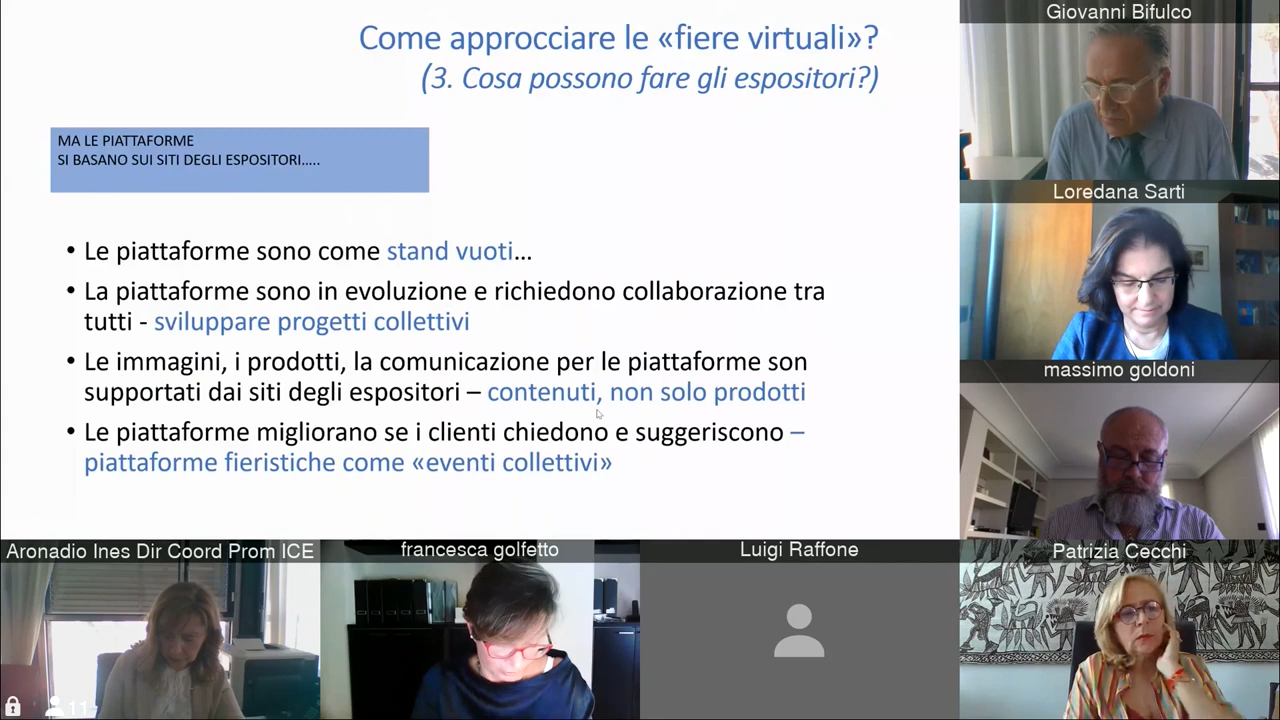 Come approcciare le «fiere virtuali»?
(3. Cosa possono fare gli espositori?)
MA LE PIATTAFORME
SI BASANO SUI SITI DEGLI ESPOSITORI…..
• Le piattaforme sono come stand vuoti…
• La piattaforme sono in evoluzione e richiedono collaborazione tra
tutti - sviluppare progetti collettivi
• Le immagini, i prodotti, la comunicazione per le piattaforme son
supportati dai siti degli espositori – contenuti, non solo prodotti
• Le piattaforme migliorano se i clienti chiedono e suggeriscono –
piattaforme fieristiche come «eventi collettivi»
Giovanni Bifulco
Loredana Sarti
massimo goldoni
Aronadio Ines Dir Coord Prom ICE
francesca golfetto
Luigi Raffone
Patrizia Cecchi
11